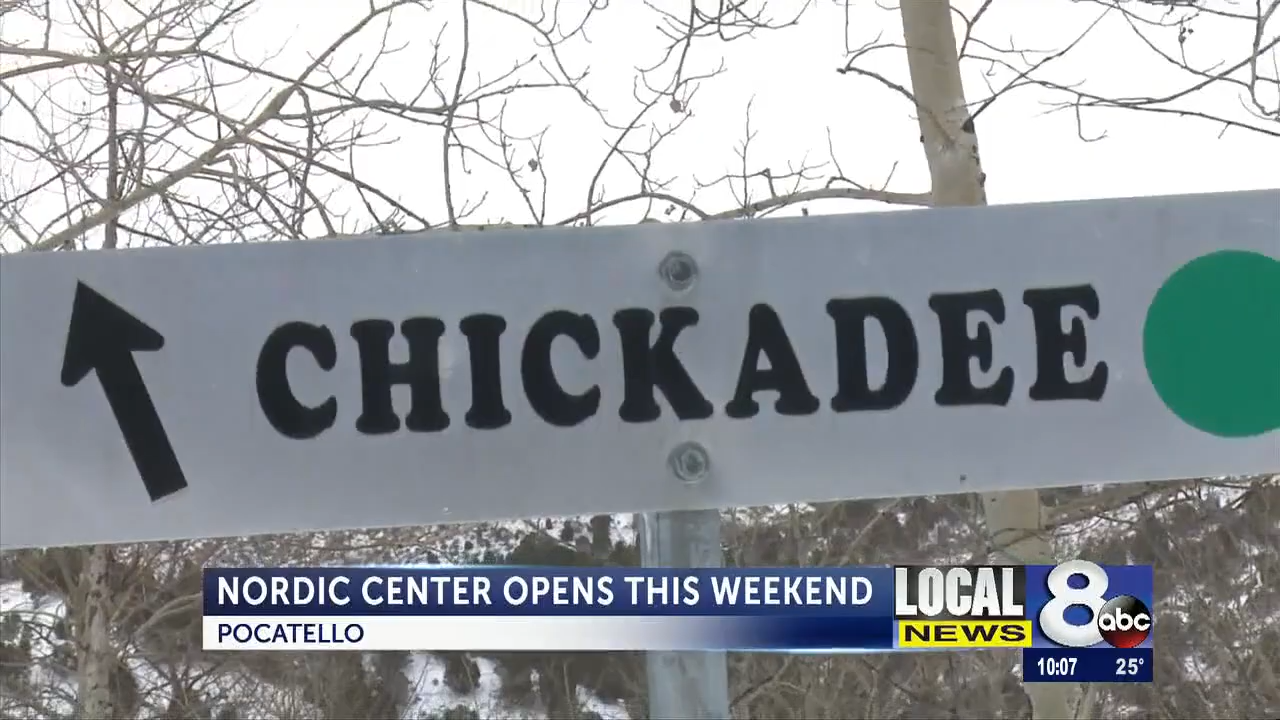 CHICKADEE
NORDIC CENTER OPENS THIS WEEKEND
POCATELLO
LOCAL
NEWS
8
abc
10:07 25°